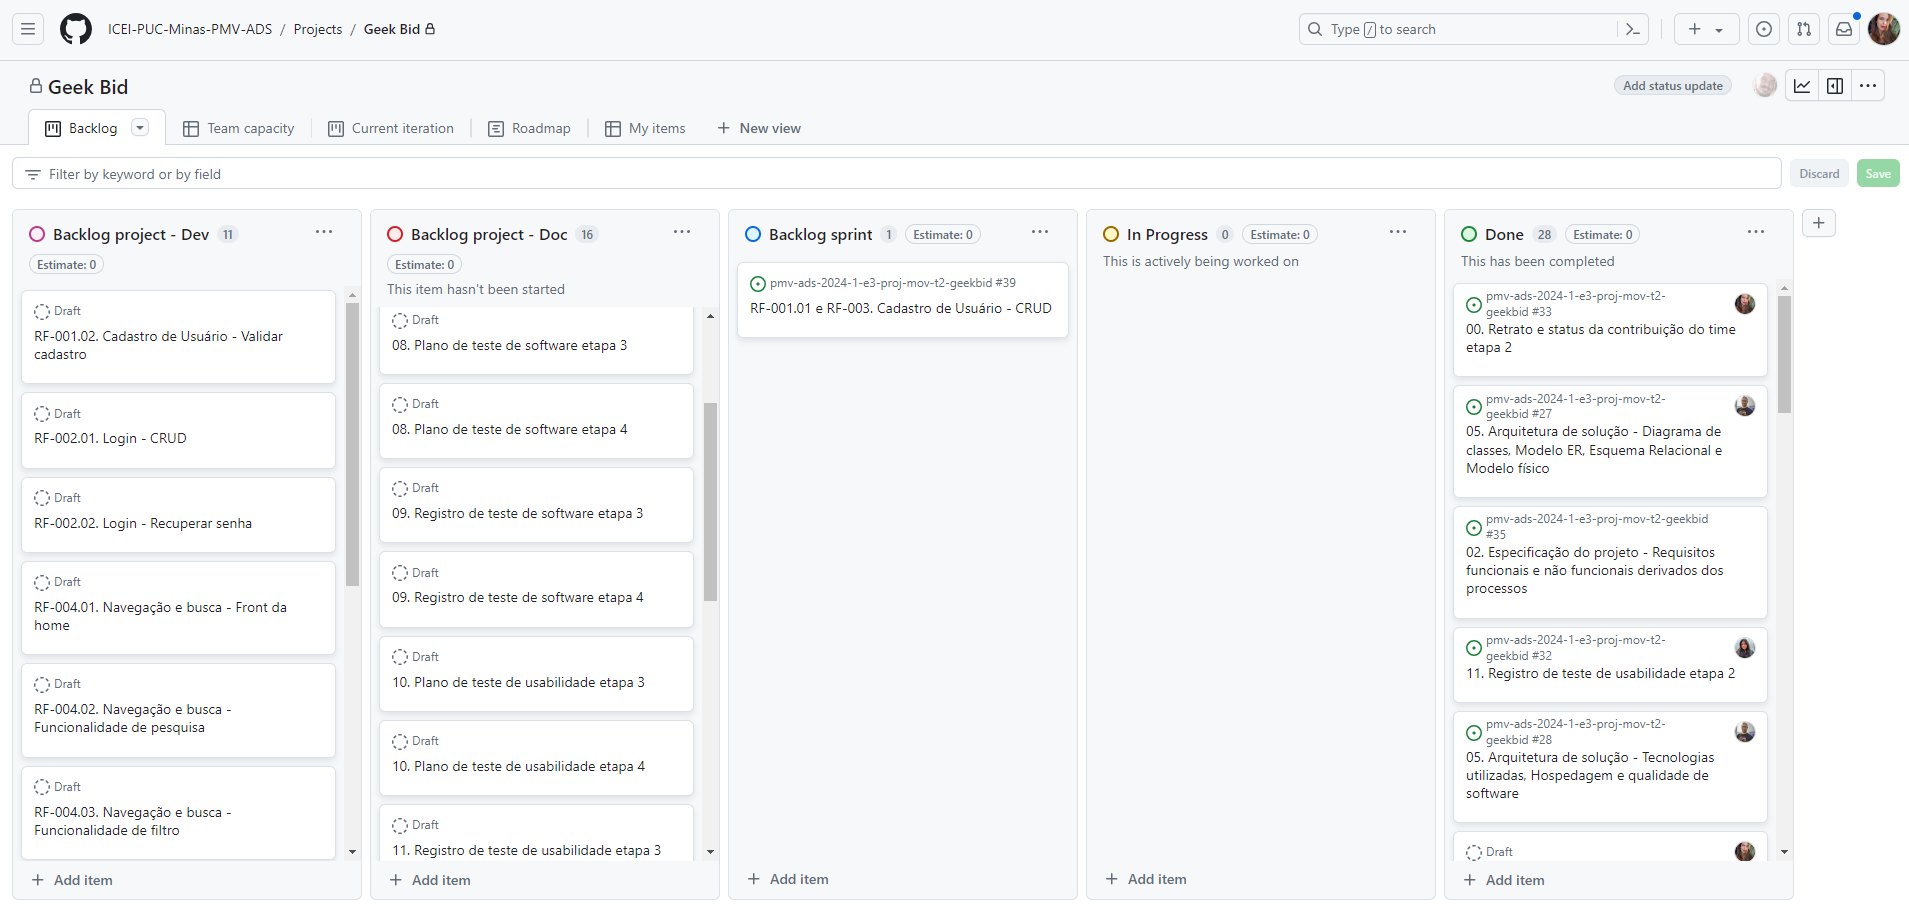 ICEI-PUC-Minas-PMV-ADS / Projects / Geek Bid
Type / to search
Geek Bid
Add status update
Backlog
Team capacity
Current iteration
Roadmap
My items
New view
Filter by keyword or by field
Discard
Save
Backlog project - Dev 11
Estimate: 0
Draft
RF-001.02. Cadastro de Usuário - Validar
cadastro
Draft
RF-002.01. Login - CRUD
Draft
RF-002.02. Login - Recuperar senha
Draft
RF-004.01. Navegação e busca - Front da
home
Draft
RF-004.02. Navegação e busca -
Funcionalidade de pesquisa
Draft
RF-004.03. Navegação e busca -
Funcionalidade de filtro
Add item
Backlog project - Doc 16
Estimate: 0
This item hasn't been started
Draft
08. Plano de teste de software etapa 3
Draft
08. Plano de teste de software etapa 4
Draft
09. Registro de teste de software etapa 3
Draft
09. Registro de teste de software etapa 4
Draft
10. Plano de teste de usabilidade etapa 3
Draft
10. Plano de teste de usabilidade etapa 4
Draft
11. Registro de teste de usabilidade etapa 3
Add item
Backlog sprint 1 Estimate: 0
pmv-ads-2024-1-e3-proj-mov-t2-geekbid #39
RF-001.01 e RF-003. Cadastro de Usuário - CRUD
Add item
In Progress 0 Estimate: 0
This is actively being worked on
Add item
Done 28 Estimate: 0
This has been completed
pmv-ads-2024-1-e3-proj-mov-t2-
geekbid #33
00. Retrato e status da contribuição do time
etapa 2
pmv-ads-2024-1-e3-proj-mov-t2-
geekbid #27
05. Arquitetura de solução - Diagrama de
classes, Modelo ER, Esquema Relacional e
Modelo físico
pmv-ads-2024-1-e3-proj-mov-t2-geekbid
#35
02. Especificação do projeto - Requisitos
funcionais e não funcionais derivados dos
processos
pmv-ads-2024-1-e3-proj-mov-t2-
geekbid #32
11. Registro de teste de usabilidade etapa 2
pmv-ads-2024-1-e3-proj-mov-t2-
geekbid #28
05. Arquitetura de solução - Tecnologias
utilizadas, Hospedagem e qualidade de
software
Draft
Add item